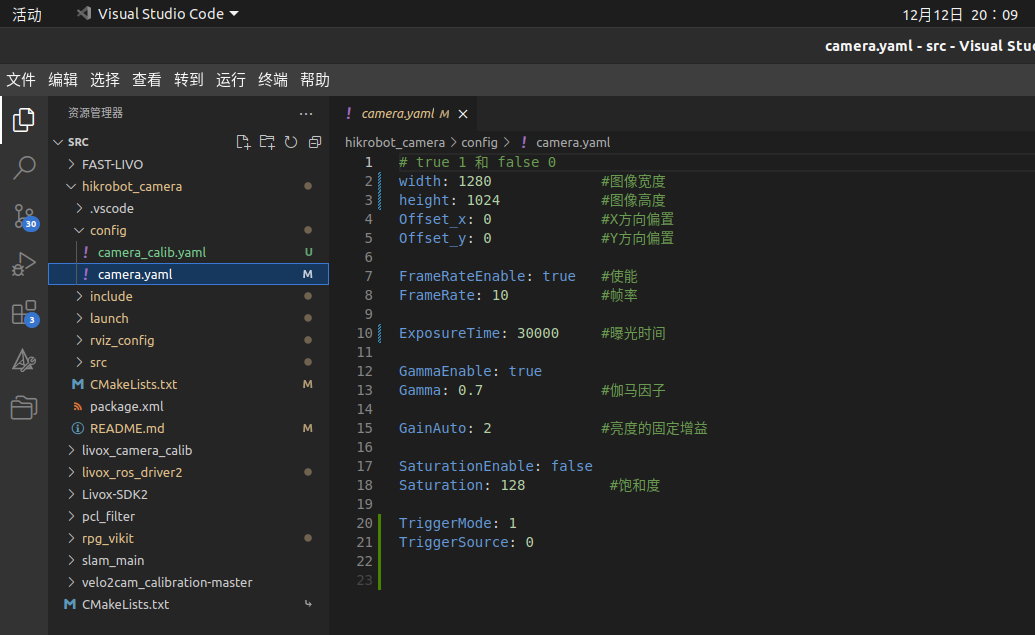 活动 Visual Studio Code 12月12日 20：09
camera.yaml - src - Visual Stu
文件 编辑 选择 查看 转到 运行 终端 帮助
资源管理器 ···
SRC
FAST-LIVO
hikrobot_camera
.vscode
config
camera_calib.yaml U
camera.yaml M
include
launch
rviz_config
src
CMakeLists.txt M
package.xml
README.md M
livox_camera_calib
livox_ros_driver2
Livox-SDK2
pcl_filter
rpg_vikit
slam_main
velo2cam_calibration-master
CMakeLists.txt
30
3
! camera.yaml M
hikrobot_camera > config > ! camera.yaml
1 # true 1 和 false 0
2 width: 1280 #图像宽度
3 height: 1024 #图像高度
4 Offset_x: 0 #X方向偏置
5 Offset_y: 0 #Y方向偏置
6
7 FrameRateEnable: true #使能
8 FrameRate: 10 #帧率
9
10 ExposureTime: 30000 #曝光时间
11
12 GammaEnable: true
13 Gamma: 0.7 #伽马因子
14
15 GainAuto: 2 #亮度的固定增益
16
17 SaturationEnable: false
18 Saturation: 128 #饱和度
19
20 TriggerMode: 1
21 TriggerSource: 0
22
23